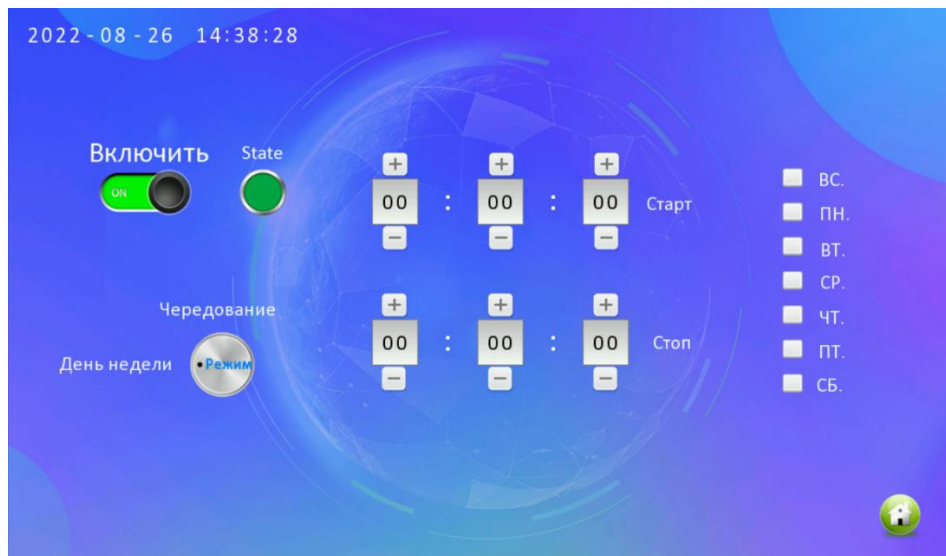 2022-08-26 14:38:28
Включить State
ON
00 : 00 : 00 Старт
ВС.
ПН.
ВТ.
СР.
ЧТ.
ПТ.
СБ.
Чередование
День недели Режим
00 : 00 : 00 Стоп